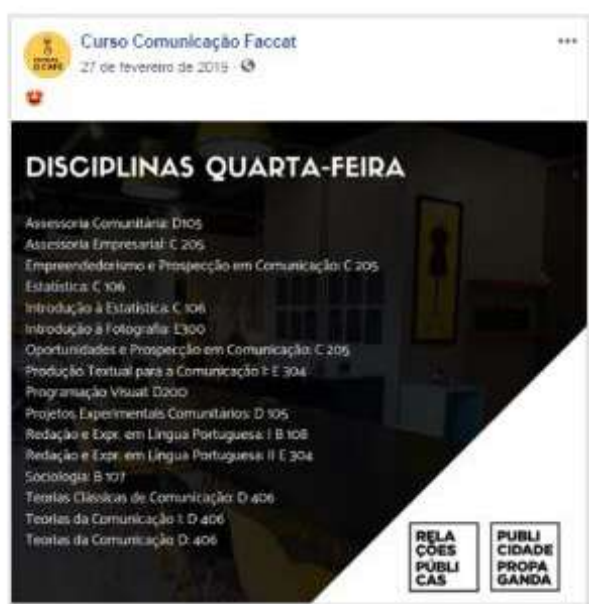 Curso Comunicação Faccat
27 de fevereiro de 2019
DISCIPLINAS QUARTA-FEIRA
Assessoria Comunitária: D105
Assessoria Empresarial: C 205
Empreendedorismo e Prospecção em Comunicação: C 205
Estatística: C 106
Introdução à Estatística: C 106
Introdução à Fotografia: E300
Oportunidades e Prospecção em Comunicação: C 205
Produção Textual para a Comunicação I: E 304
Programação Visual: D200
Projetos Experimentais Comunitários: D 105
Redação e Expr. em Língua Portuguesa: I B 108
Redação e Expr. em Língua Portuguesa: II E 304
Sociologia: B 107
Teorias Clássicas de Comunicação: D 406
Teorias da Comunicação I: D 406
Teorias da Comunicação D: 406
RELA
ÇÕES
PÚBLI
CAS
PUBLI
CIDADE
PROPA
GANDA